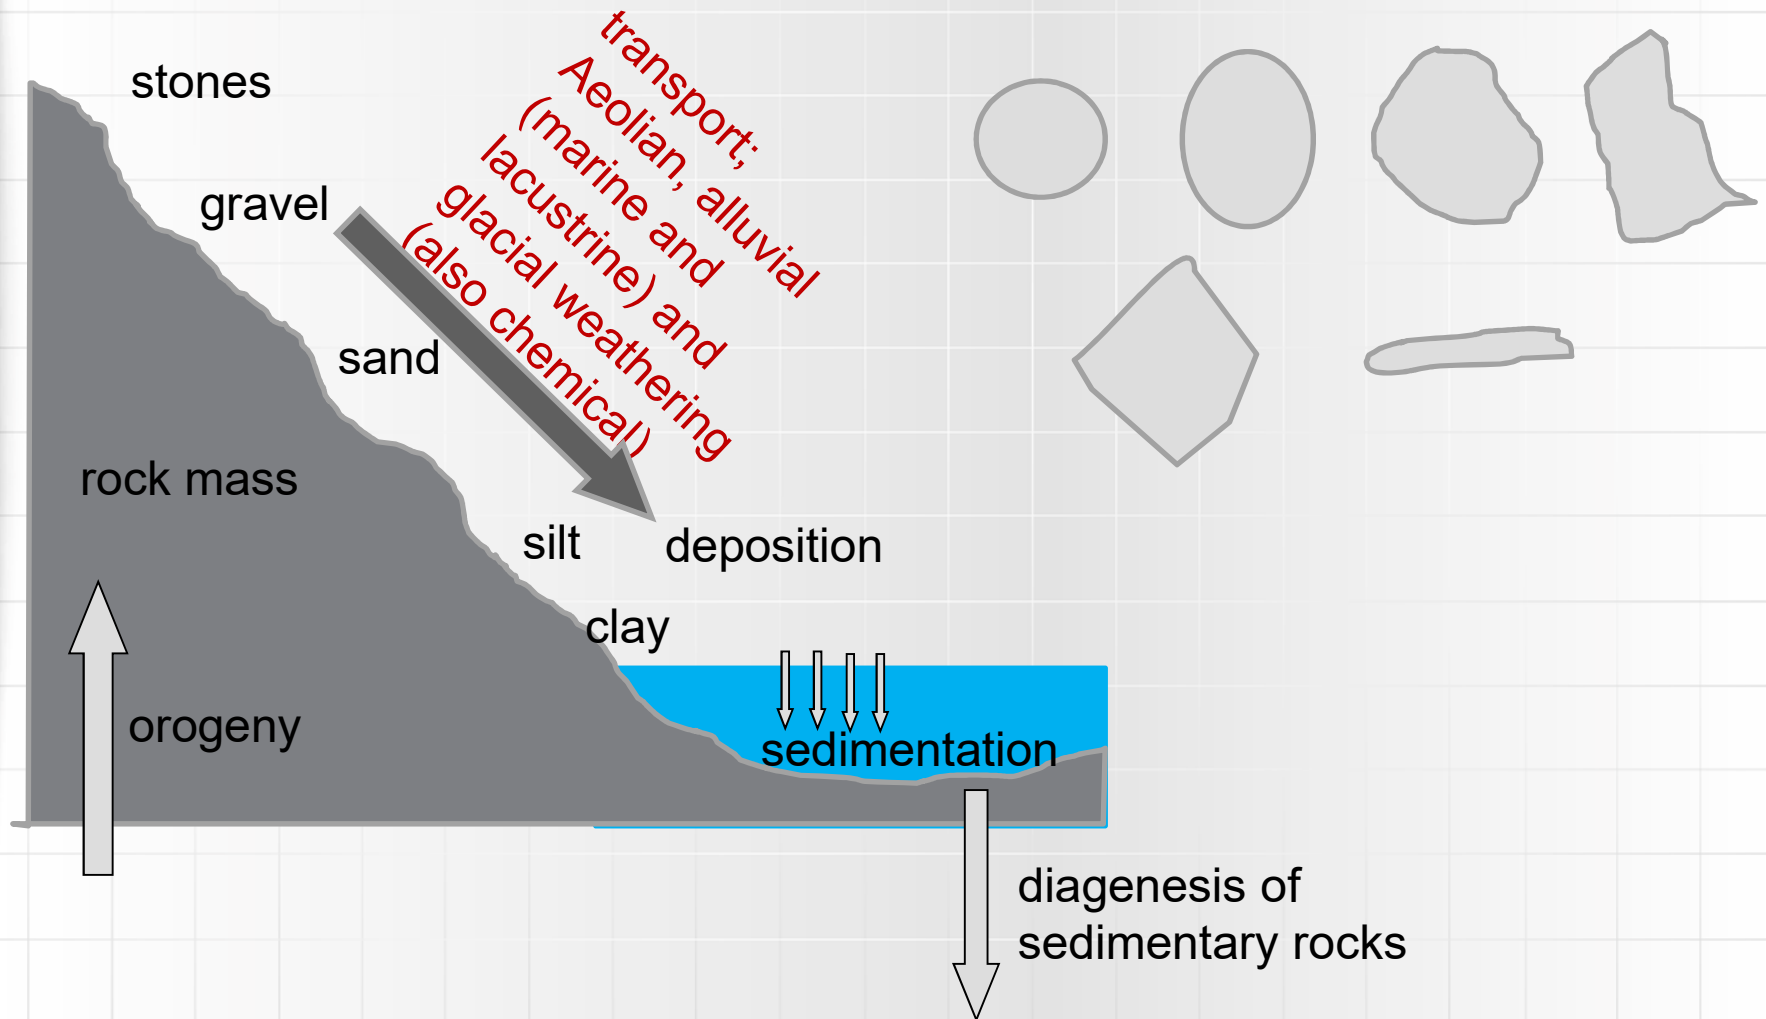 stones
transport;
Aeolian, alluvial
(marine and
lacustrine) and
glacial weathering
(also chemical)
gravel
sand
rock mass
silt
deposition
clay
orogeny
sedimentation
diagenesis of
sedimentary rocks